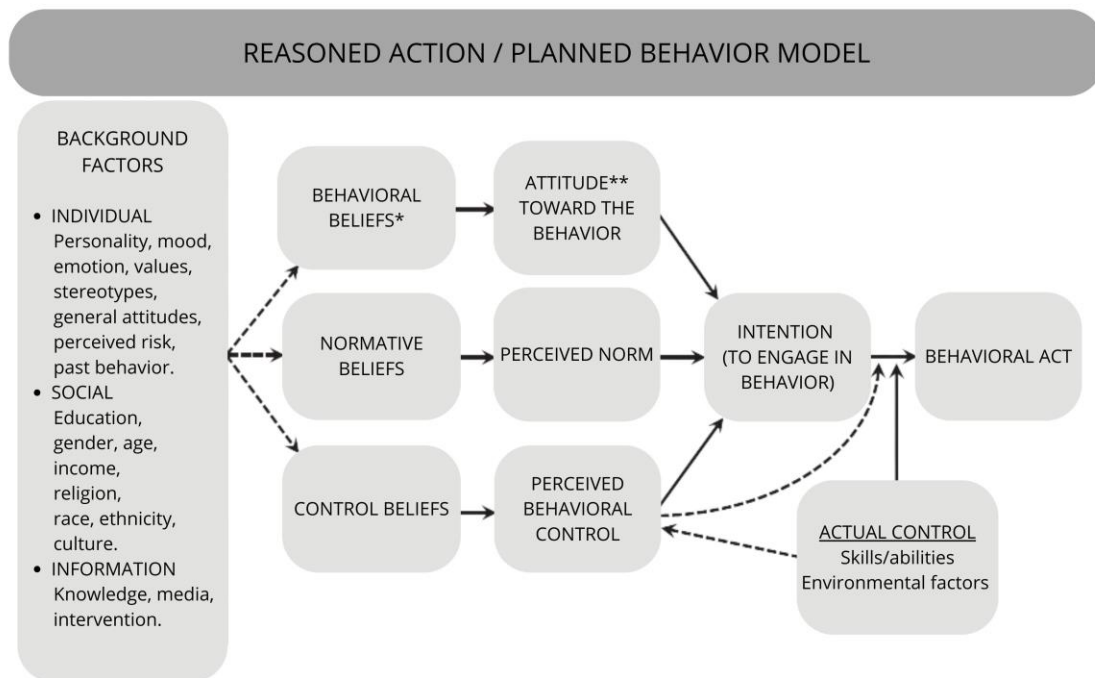 REASONED ACTION / PLANNED BEHAVIOR MODEL
BACKGROUND
FACTORS
• INDIVIDUAL
Personality, mood,
emotion, values,
stereotypes,
general attitudes,
perceived risk,
past behavior.
• SOCIAL
Education,
gender, age,
income,
religion,
race, ethnicity,
culture.
• INFORMATION
Knowledge, media,
intervention.
BEHAVIORAL
BELIEFS*
ATTITUDE**
TOWARD THE
BEHAVIOR
NORMATIVE
BELIEFS
PERCEIVED NORM
INTENTION
(TO ENGAGE IN
BEHAVIOR)
BEHAVIORAL ACT
CONTROL BELIEFS
PERCEIVED
BEHAVIORAL
CONTROL
ACTUAL CONTROL
Skills/abilities
Environmental factors